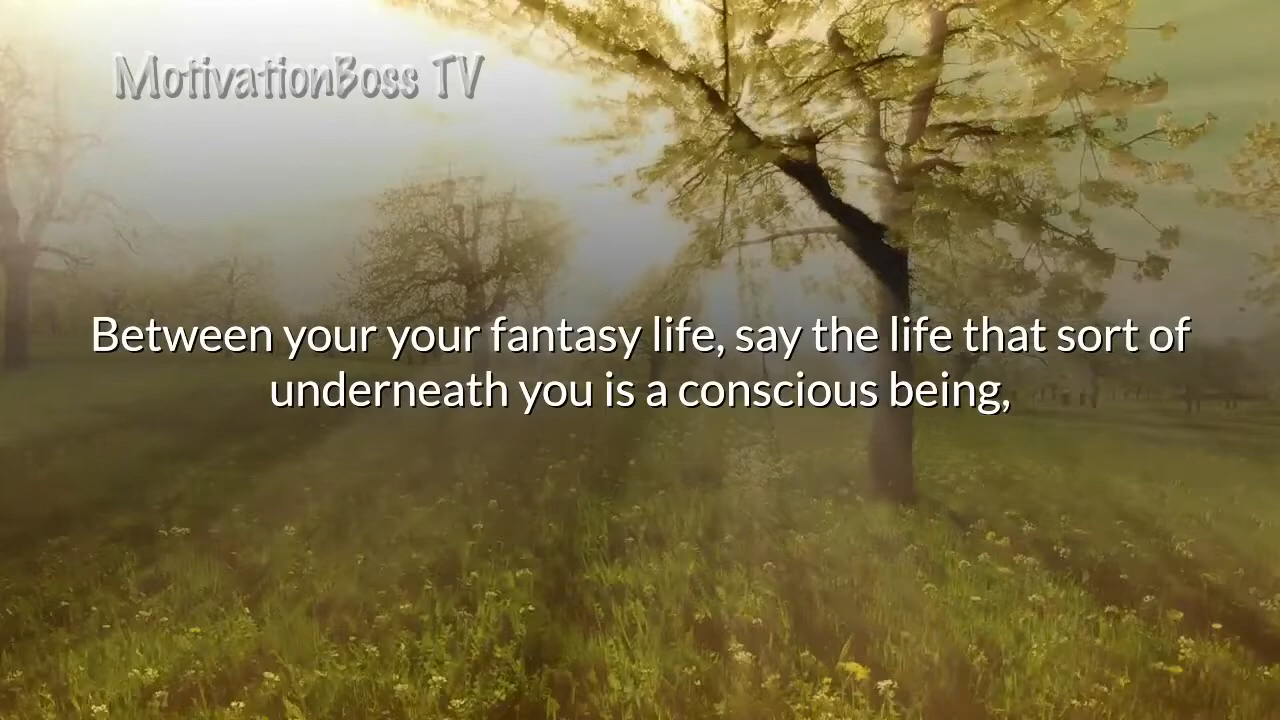 MotivationBoss TV
Between your your fantasy life, say the life that sort of
underneath you is a conscious being,